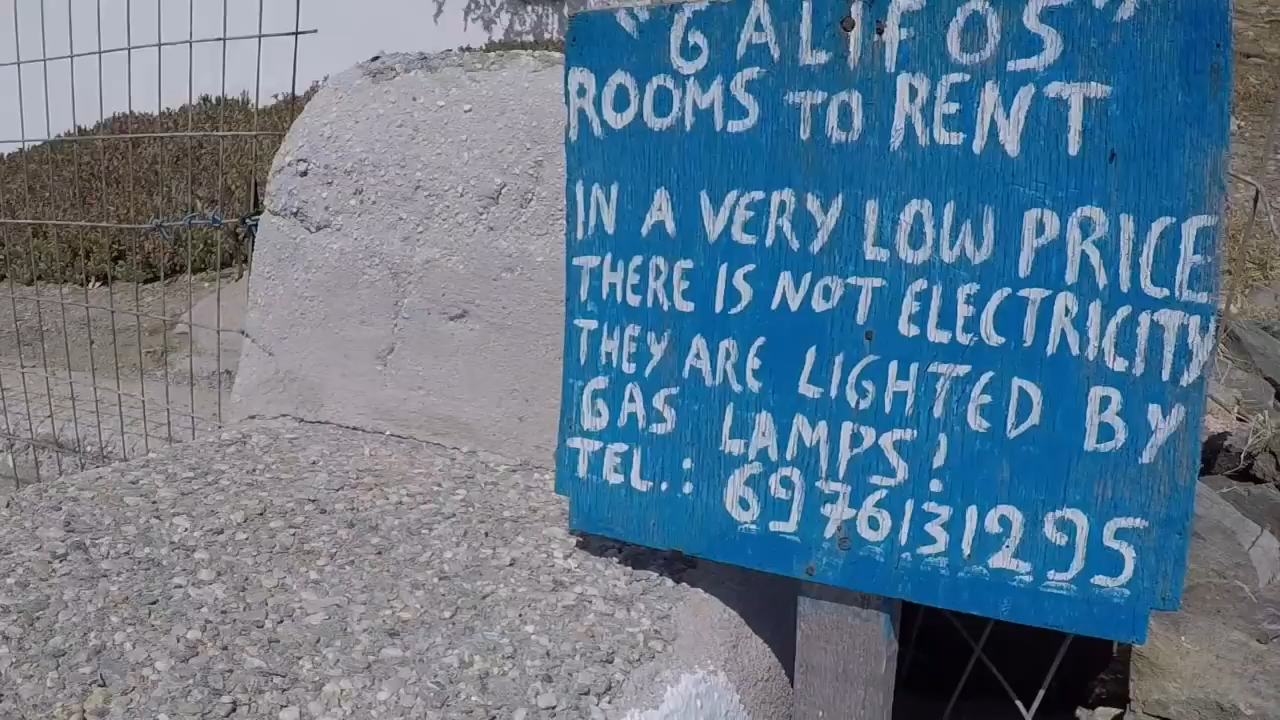 "GALIFOS"
ROOMS TO RENT
IN A VERY LOW PRICE
THERE IS NOT ELECTRICITY
THEY ARE LIGHTED BY
GAS LAMPS!
TEL.: 6976131295